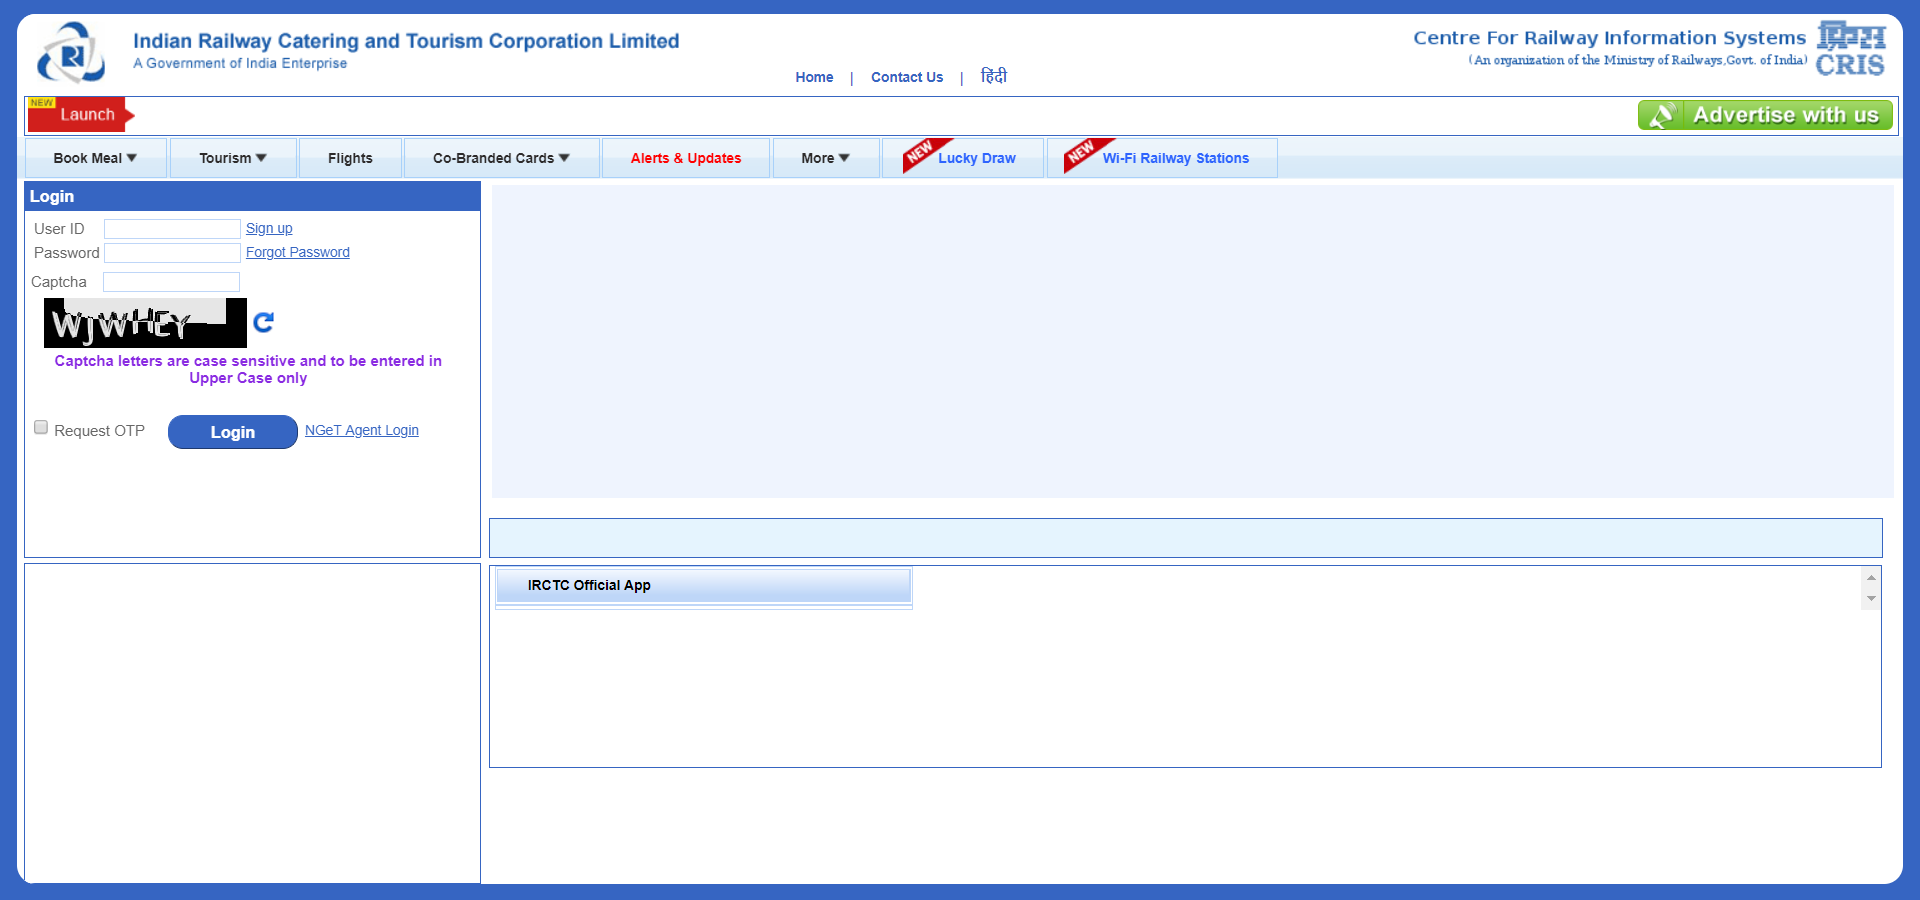 Indian Railway Catering and Tourism Corporation Limited
A Government of India Enterprise
Centre For Railway Information Systems
(An organization of the Ministry of Railways,Govt. of India)
CRIS
Home | Contact Us | हिंदी
NEW
Launch
Advertise with us
Book Meal Tourism Flights Co-Branded Cards Alerts & Updates More NEW Lucky Draw NEW Wi-Fi Railway Stations
Login
User ID Sign up
Password Forgot Password
Captcha
WJWHEY
Captcha letters are case sensitive and to be entered in
Upper Case only
Request OTP Login NGeT Agent Login
IRCTC Official App